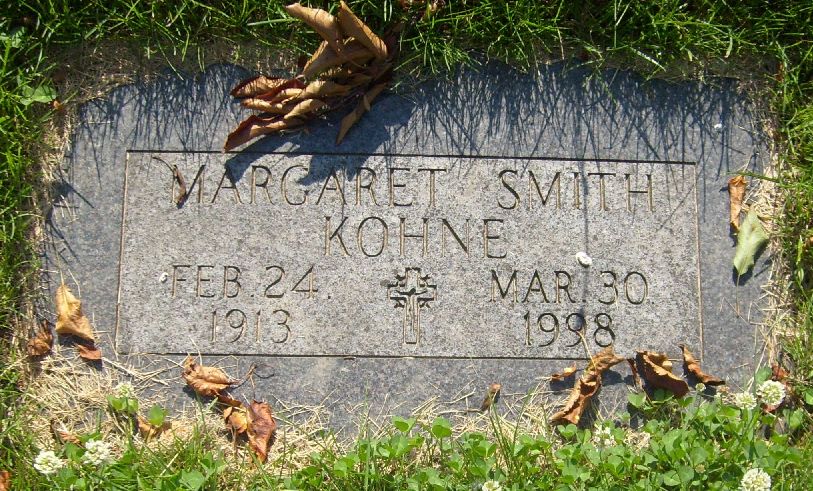 MARGARET SMITH
KOHNE
FEB. 24. MAR. 30
1913 1998